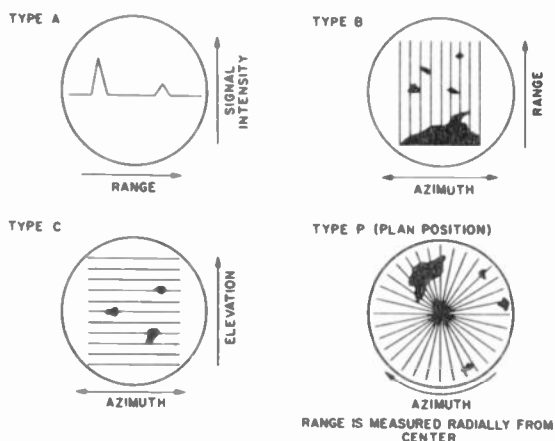 TYPE A
SIGNAL
INTENSITY
RANGE
TYPE B
RANGE
AZIMUTH
TYPE C
ELEVATION
AZIMUTH
TYPE P (PLAN POSITION)
AZIMUTH
RANGE IS MEASURED RADIALLY FROM
CENTER